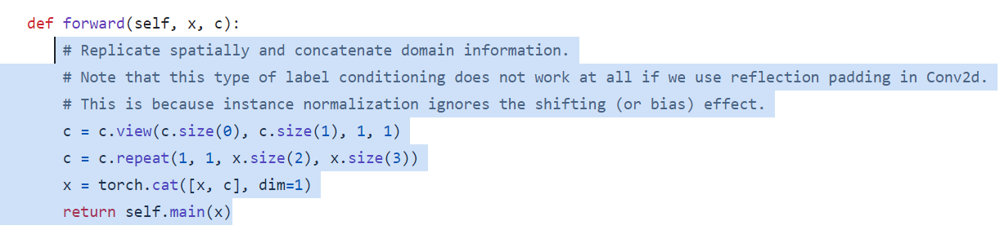 def forward(self, x, c):
# Replicate spatially and concatenate domain information.
# Note that this type of label conditioning does not work at all if we use reflection padding in Conv2d.
# This is because instance normalization ignores the shifting (or bias) effect.
c = c.view(c.size(0), c.size(1), 1, 1)
c = c.repeat(1, 1, x.size(2), x.size(3))
x = torch.cat([x, c], dim=1)
return self.main(x)